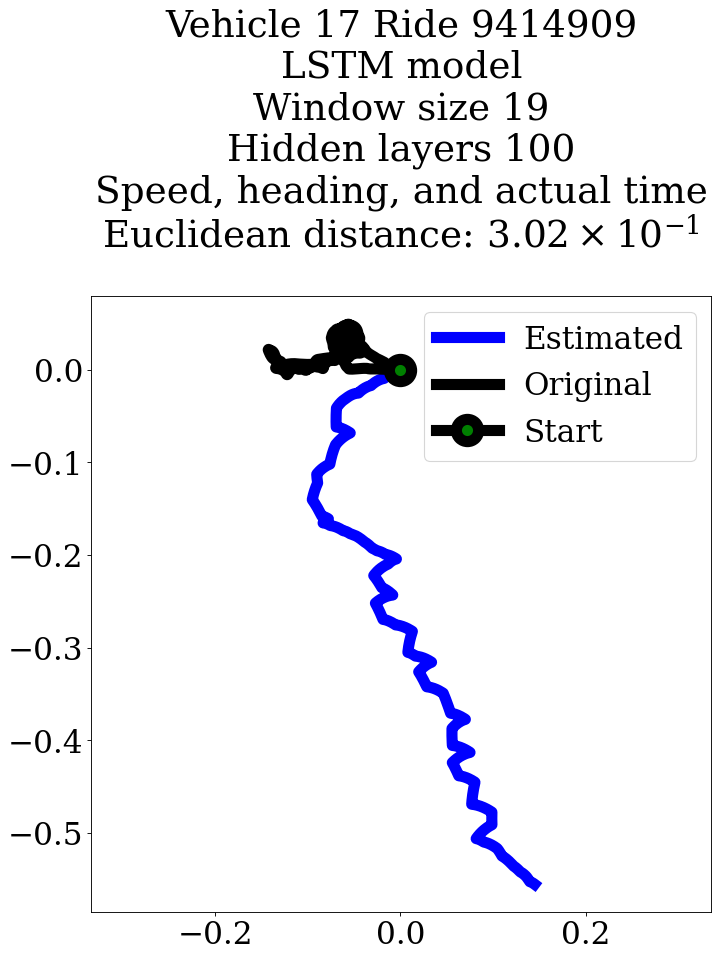 Vehicle 17 Ride 9414909
LSTM model
Window size 19
Hidden layers 100
Speed, heading, and actual time
Euclidean distance: 3.02 × 10⁻¹
Estimated
Original
Start
0.0
−0.1
−0.2
−0.3
−0.4
−0.5
−0.2 0.0 0.2